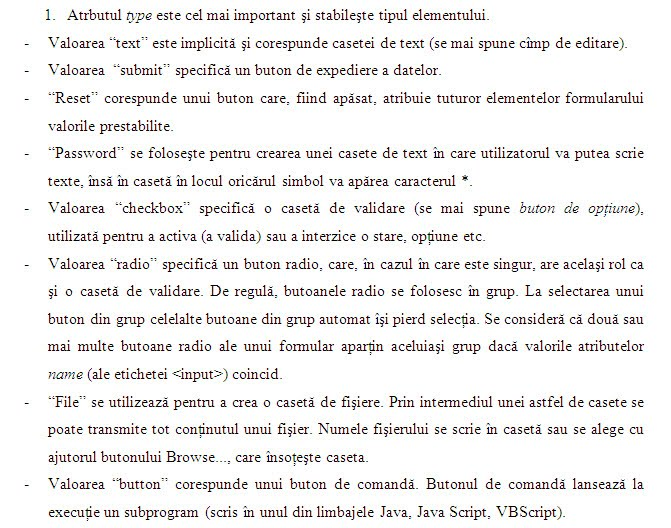 1. Atrbutul type este cel mai important şi stabileşte tipul elementului.
- Valoarea “text” este implicită şi corespunde casetei de text (se mai spune cîmp de editare).
- Valoarea “submit” specifică un buton de expediere a datelor.
- “Reset” corespunde unui buton care, fiind apăsat, atribuie tuturor elementelor formularului
valorile prestabilite.
- “Password” se foloseşte pentru crearea unei casete de text în care utilizatorul va putea scrie
texte, însă în casetă în locul oricărui simbol va apărea caracterul *.
- Valoarea “checkbox” specifică o casetă de validare (se mai spune buton de opţiune),
utilizată pentru a activa (a valida) sau a interzice o stare, opţiune etc.
- Valoarea “radio” specifică un buton radio, care, în cazul în care este singur, are acelaşi rol ca
şi o casetă de validare. De regulă, butoanele radio se folosesc în grup. La selectarea unui
buton din grup celelalte butoane din grup automat îşi pierd selecţia. Se consideră că două sau
mai multe butoane radio ale unui formular aparţin aceluiaşi grup dacă valorile atributelor
name (ale etichetei <input>) coincid.
- “File” se utilizează pentru a crea o casetă de fişiere. Prin intermediul unei astfel de casete se
poate transmite tot conţinutul unui fişier. Numele fişierului se scrie în casetă sau se alege cu
ajutorul butonului Browse..., care însoţeşte caseta.
- Valoarea “button” corespunde unui buton de comandă. Butonul de comandă lansează la
execuţie un subprogram (scris în unul din limbajele Java, Java Script, VBScript).